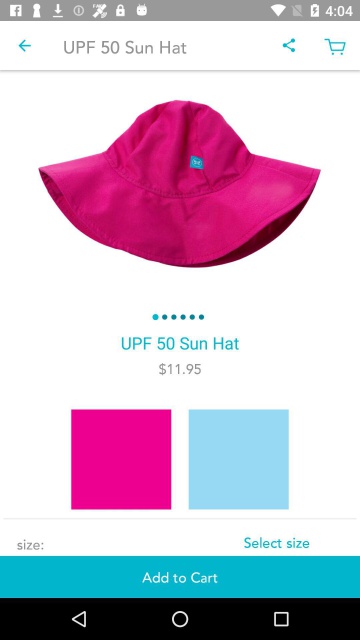 4:04
UPF 50 Sun Hat
UPF 50 Sun Hat
$11.95
size:
Select size
Add to Cart